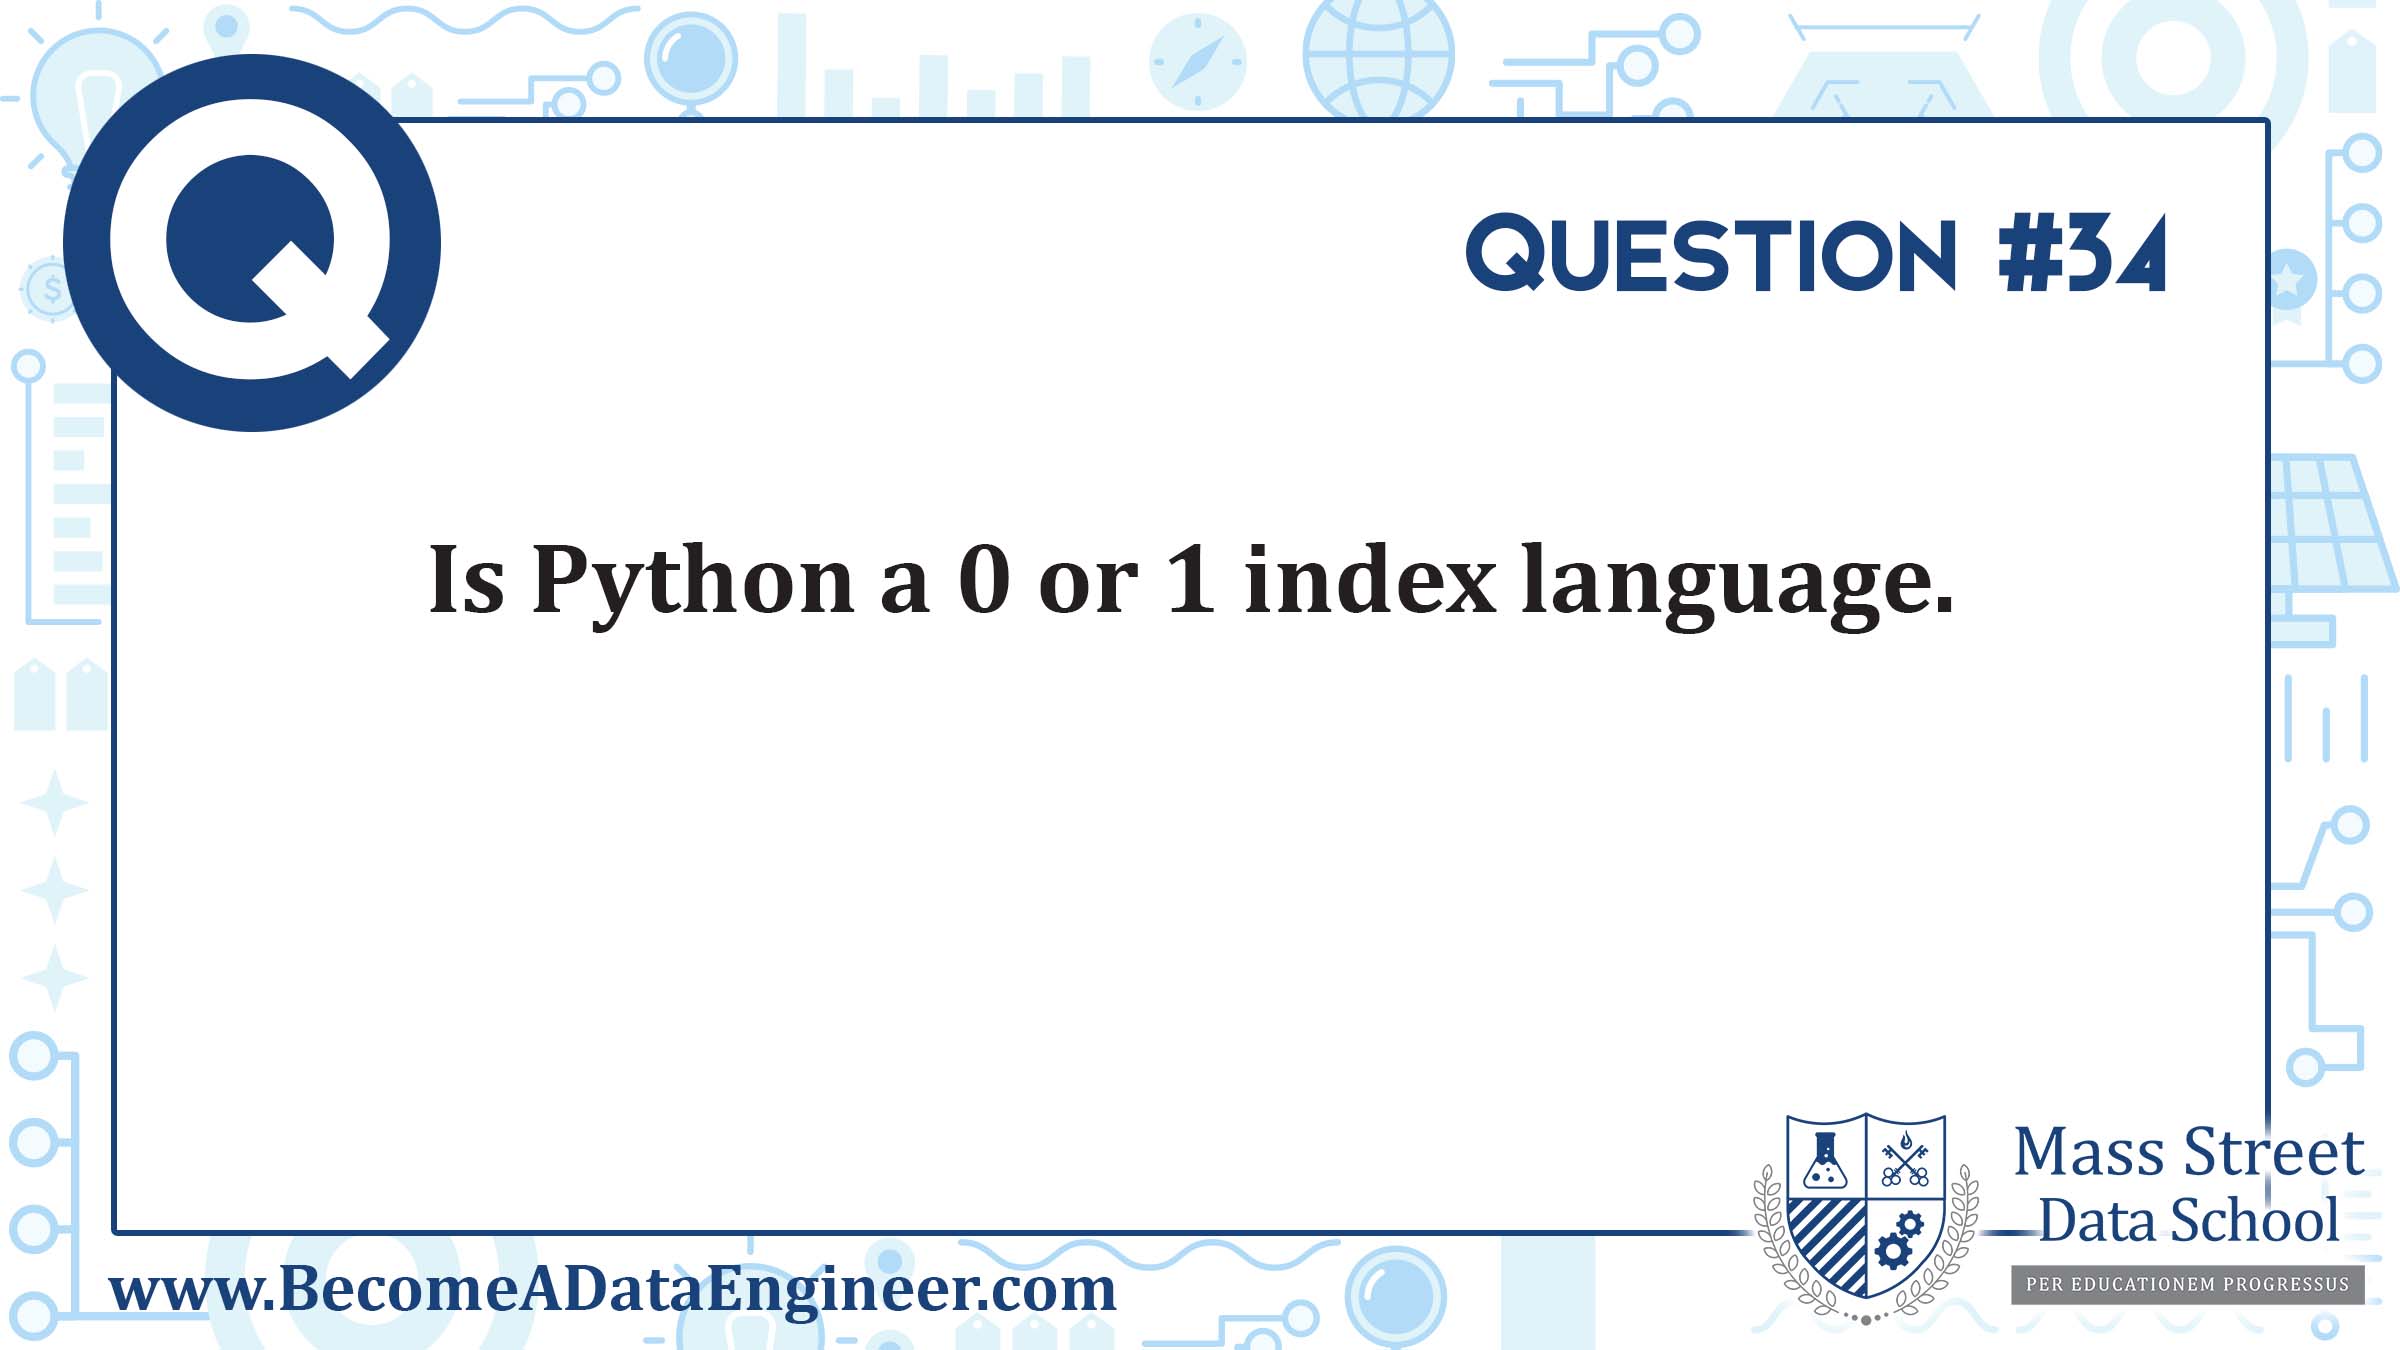 Question #34
Is Python a 0 or 1 index language.
www.BecomeADataEngineer.com
Mass Street
Data School
PER EDUCATIONEM PROGRESSUS